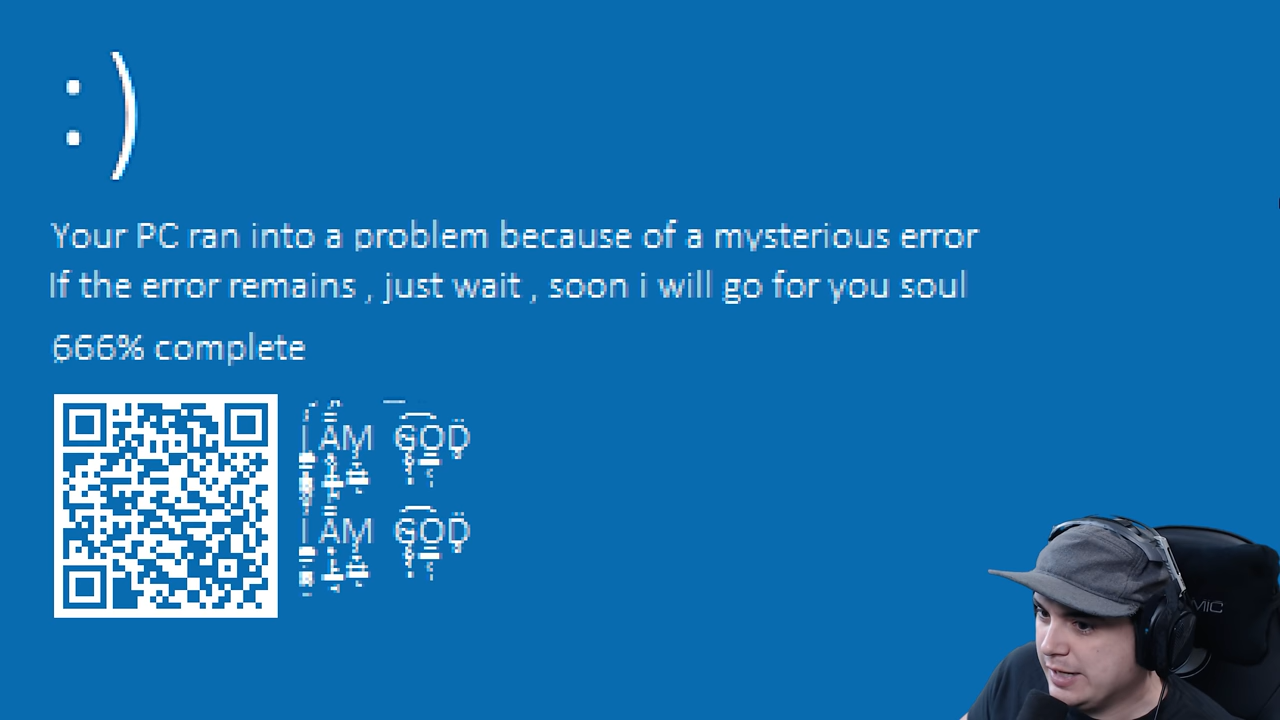 :)
Your PC ran into a problem because of a mysterious error
If the error remains , just wait , soon i will go for you soul
666% complete
I AM GOD
I AM GOD